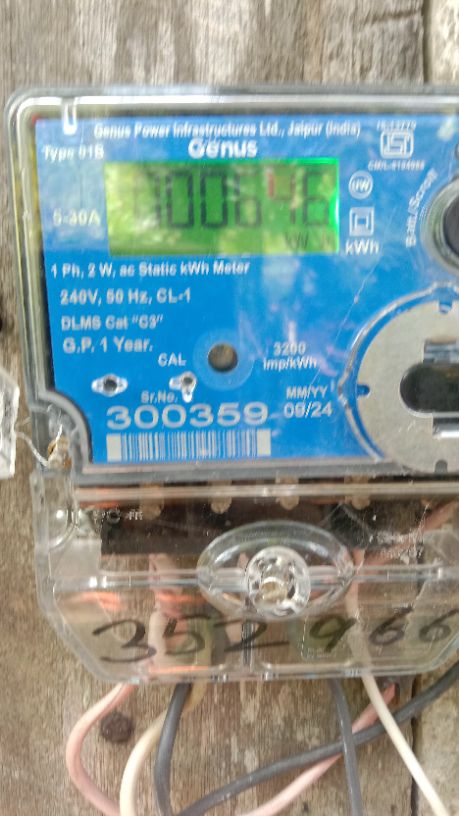 Genus Power Infrastructures Ltd., Jaipur (India)
Type 01B
Genus
5-30A
kWh
1 Ph, 2 W, ac Static kWh Meter
240V, 50 Hz, CL-1
DLMS Cat "C3"
G.P. 1 Year.
CAL
3200
imp/kWh
Sr.No.
MM/YY
300359
09/24
352966